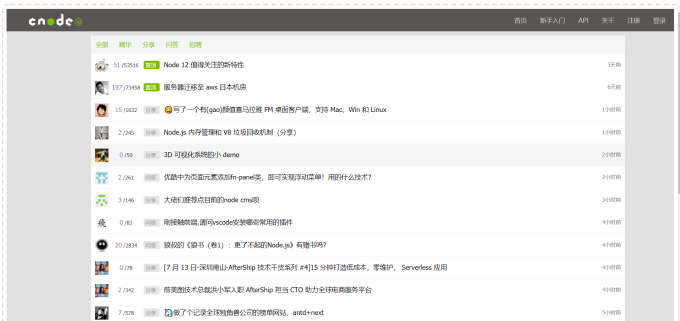 cnode 首页 新手入门 API 关于 注册 登录
全部 精华 分享 问答 招聘
51/53516 置顶 Node 12 值得关注的新特性 3天前
197/73458 置顶 服务器迁移至 aws 日本机房 6天前
15/1632 分享 😂写了一个有(gao)颜值喜马拉雅 FM 桌面客户端，支持 Mac、Win 和 Linux 1小时前
2/245 分享 Node.js 内存管理和 V8 垃圾回收机制（分享） 1小时前
0/50 分享 3D 可视化系统的小 demo 2小时前
2/261 问答 优酷中为页面元素添加fn-panel类，即可实现浮动菜单！用的什么技术? 2小时前
3/146 分享 大佬们推荐点目前的node cms呗 3小时前
0/83 问答 刚接触前端,请问vscode安装哪些常用的插件 4小时前
20/2834 问答 狼叔的《狼书（卷1）：更了不起的Node.js》有赠书吗? 4小时前
0/78 分享 [7 月 13 日-深圳南山-AfterShip 技术干货系列 #4]15 分钟打造低成本，零维护， Serverless 应用 4小时前
2/342 分享 前美图技术总裁洪小军入职 AfterShip 担当 CTO 助力全球电商服务平台 4小时前
7/578 分享 做了个记录全球独角兽公司的榜单网站，antd+next 5小时前